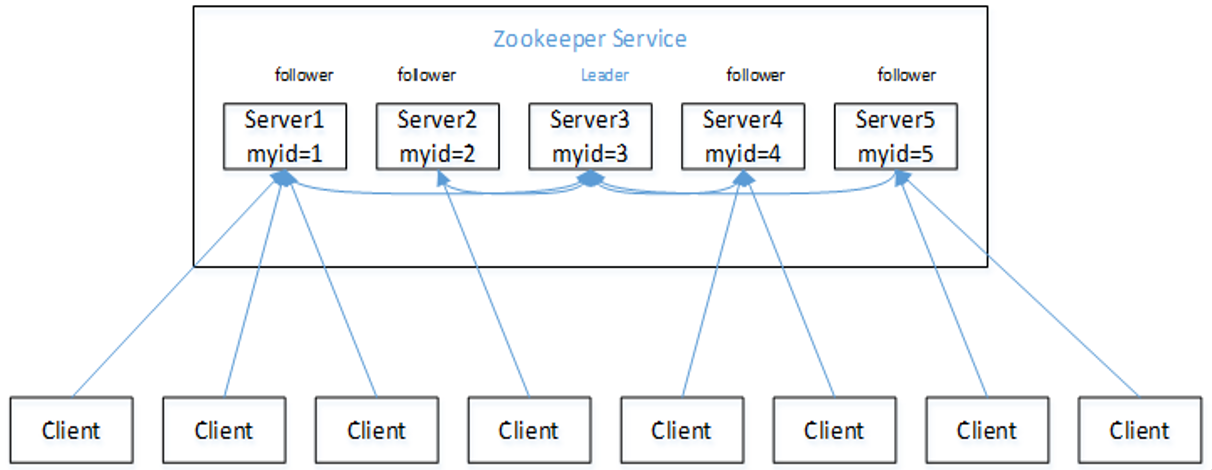 Zookeeper Service
follower follower Leader follower follower
Server1 Server2 Server3 Server4 Server5
myid=1 myid=2 myid=3 myid=4 myid=5
Client Client Client Client Client Client Client Client